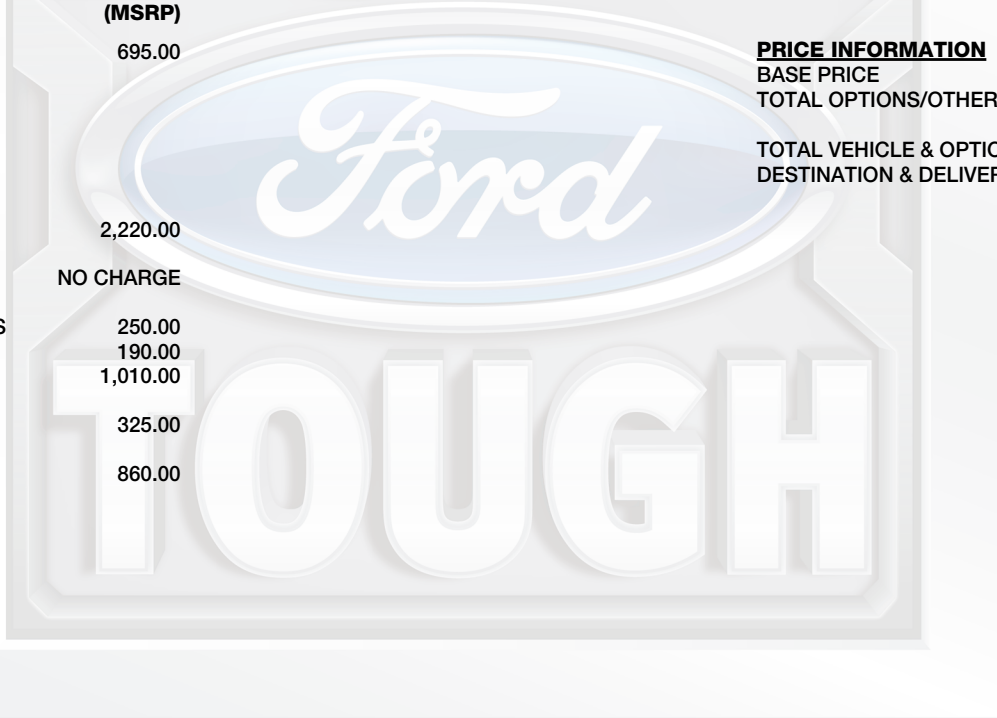 (MSRP)
695.00
2,220.00
NO CHARGE
S 250.00
190.00
1,010.00
325.00
860.00
PRICE INFORMATION
BASE PRICE
TOTAL OPTIONS/OTHER
TOTAL VEHICLE & OPTIO
DESTINATION & DELIVER
Ford
TOUGH